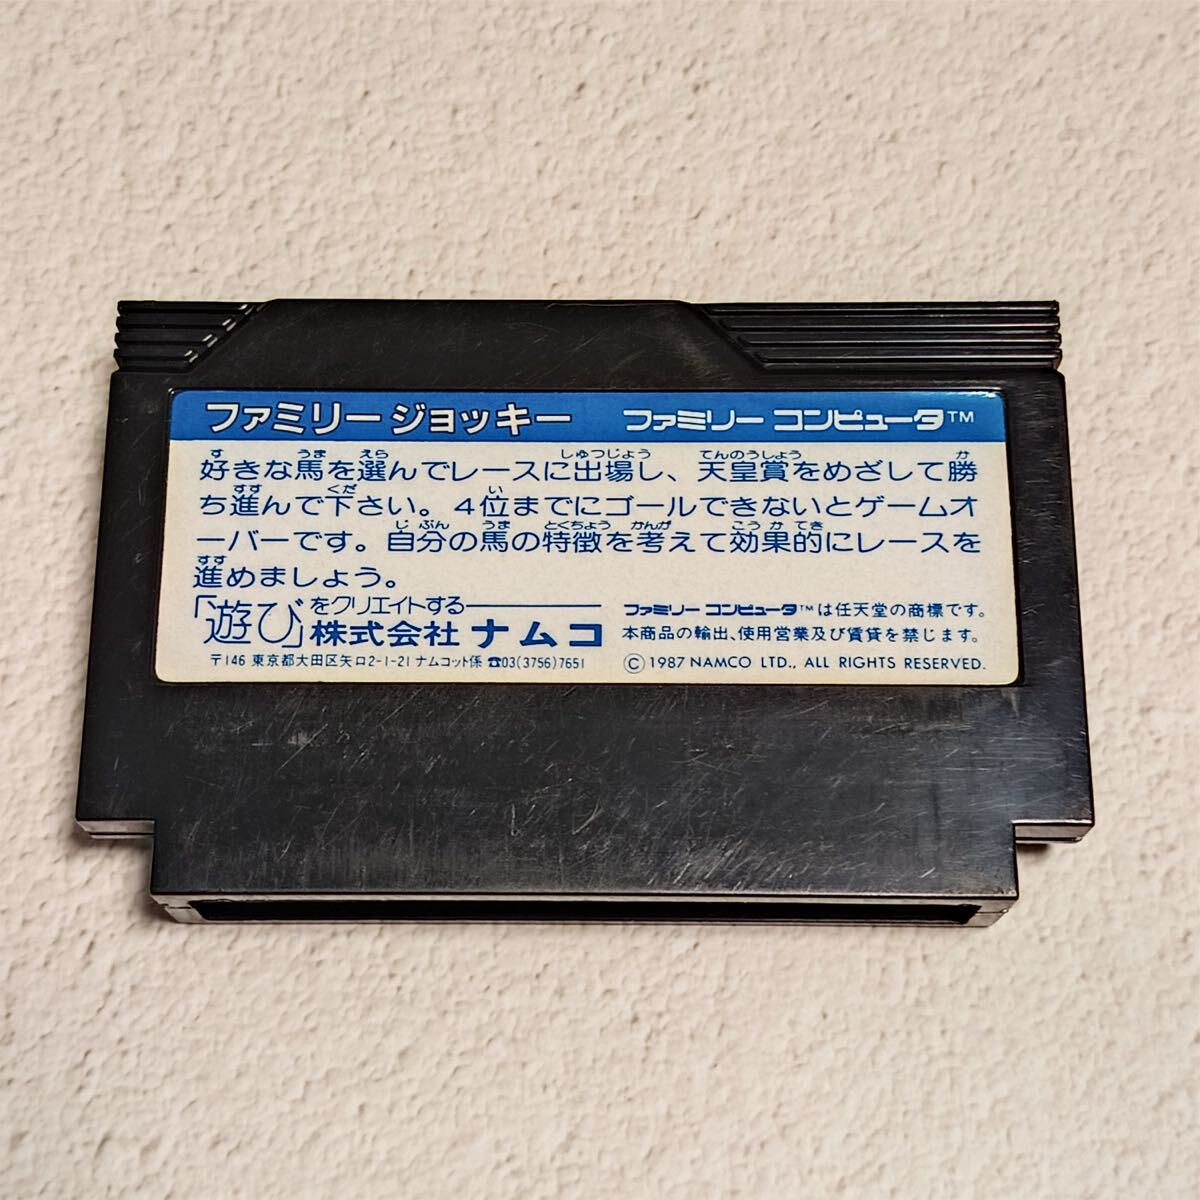 ファミリージョッキー ファミリー コンピュータ™
好きな馬を選んでレースに出場し、天皇賞をめざして勝
ち進んで下さい。4位までにゴールできないとゲームオ
ーバーです。自分の馬の特徴を考えて効果的にレースを
進めましょう。
「遊び」をクリエイトする
株式会社 ナムコ
〒146 東京都大田区矢口2-1-21 ナムコット係 ☎03(3756)7651
ファミリー コンピュータ™は任天堂の商標です。
本商品の輸出、使用営業及び賃貸を禁じます。
©1987 NAMCO LTD., ALL RIGHTS RESERVED.